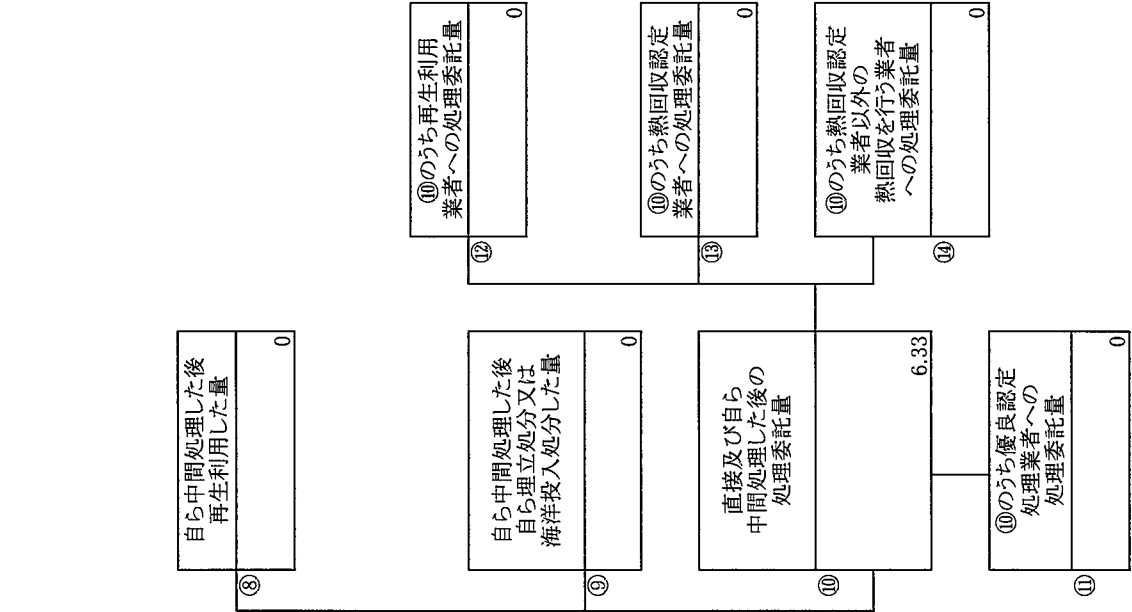 ⑧
自ら中間処理した後
再生利用した量
0
⑨
自ら中間処理した後
自ら埋立処分又は
海洋投入処分した量
0
⑩
直接及び自ら
中間処理した後の
処理委託量
6.33
⑪
⑩のうち優良認定
処理業者への
処理委託量
0
⑫
⑩のうち再生利用
業者への処理委託量
0
⑬
⑩のうち熱回収認定
業者への処理委託量
0
⑭
⑩のうち熱回収認定
業者以外の
熱回収を行う業者
への処理委託量
0